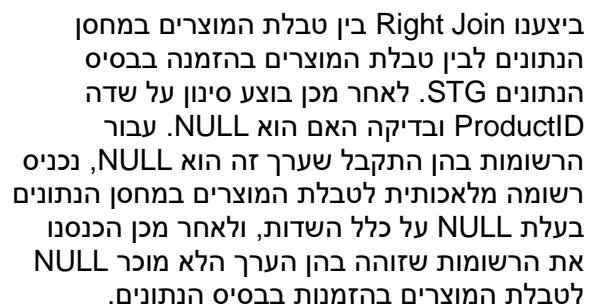 ביצענו Right Join בין טבלת המוצרים במחסן
הנתונים לבין טבלת המוצרים בהזמנה בבסיס
הנתונים STG. לאחר מכן בוצע סינון על שדה
ProductID ובדיקה האם הוא NULL. עבור
הרשומות בהן התקבל שערך זה הוא NULL, נכניס
רשומה מלאכותית לטבלת המוצרים במחסן הנתונים
בעלת NULL על כלל השדות, ולאחר מכן הכנסנו
את הרשומות שזוהה בהן הערך הלא מוכר NULL
לטבלת המוצרים בהזמנות בבסיס הנתונים.